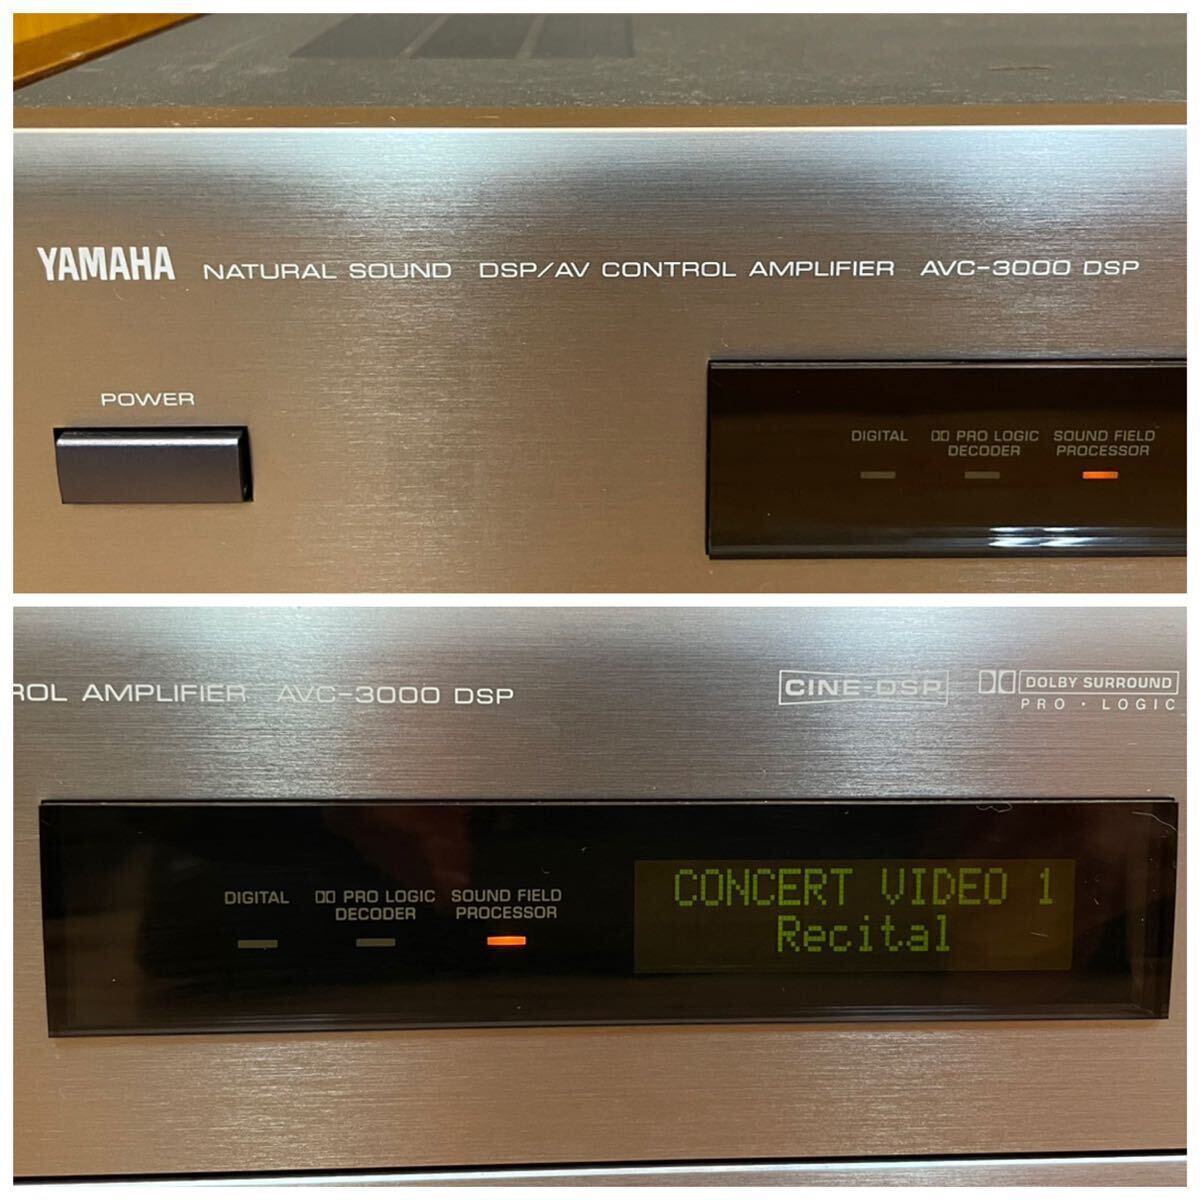 YAMAHA NATURAL SOUND DSP/AV CONTROL AMPLIFIER AVC-3000 DSP
POWER
DIGITAL
PRO LOGIC
DECODER
SOUND FIELD
PROCESSOR
ROL AMPLIFIER AVC-3000 DSP
CINE-DSP
DOLBY SURROUND
PRO · LOGIC
DIGITAL
PRO LOGIC
DECODER
SOUND FIELD
PROCESSOR
CONCERT VIDEO 1
Recital